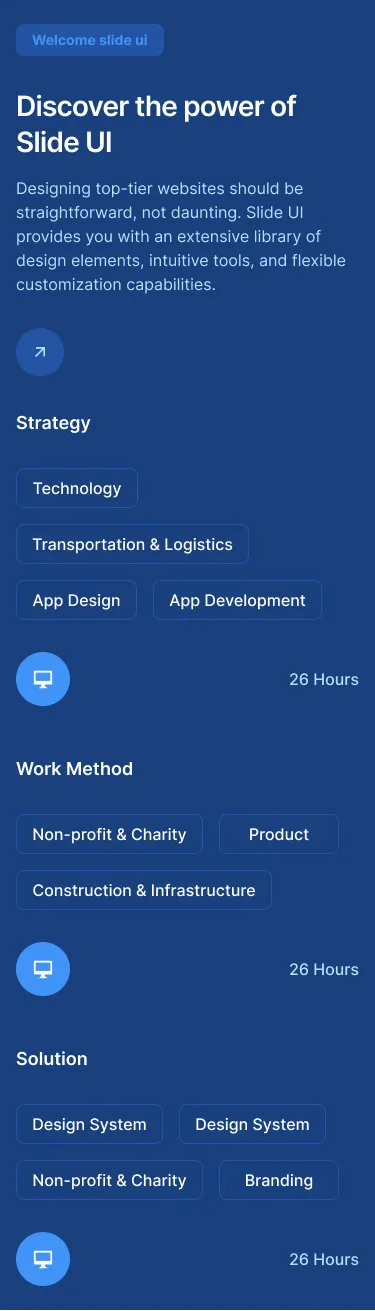 Welcome slide ui
Discover the power of
Slide UI
Designing top-tier websites should be
straightforward, not daunting. Slide UI
provides you with an extensive library of
design elements, intuitive tools, and flexible
customization capabilities.
Strategy
Technology
Transportation & Logistics
App Design App Development
26 Hours
Work Method
Non-profit & Charity Product
Construction & Infrastructure
26 Hours
Solution
Design System Design System
Non-profit & Charity Branding
26 Hours